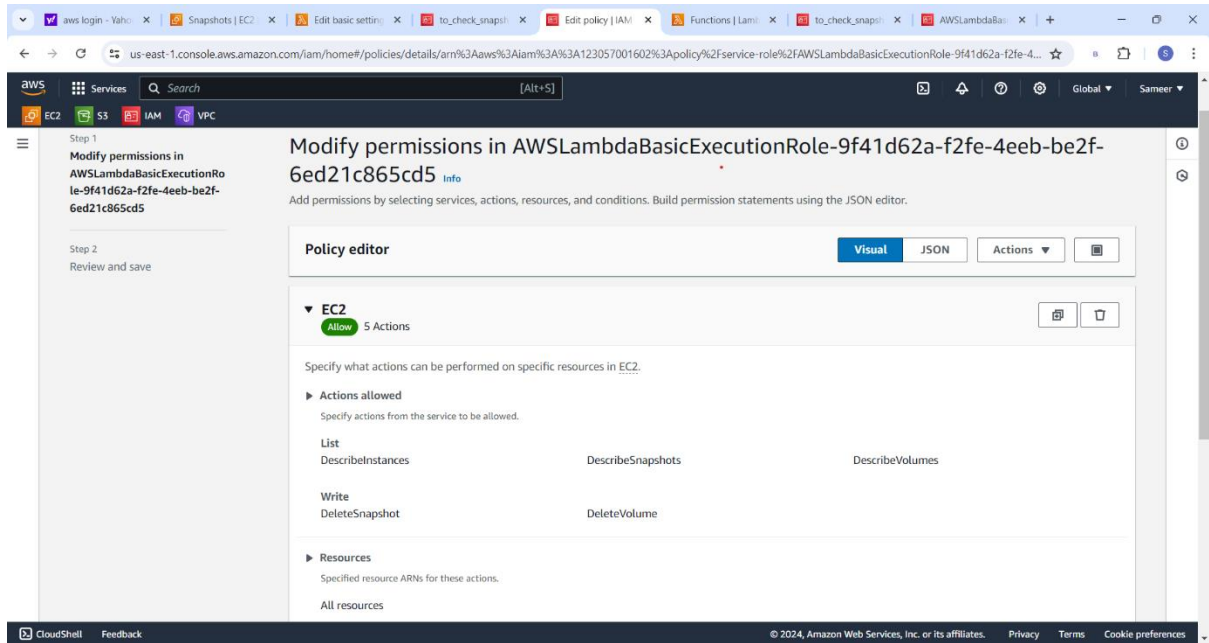 aws login - Yaho
Snapshots | EC2
Edit basic setting
to_check_snapsh
Edit policy | IAM
Functions | Lam
to_check_snapsh
AWSLambdaBas
us-east-1.console.aws.amazon.com/iam/home#/policies/details/arn%3Aaws%3Aiam%3A%3A123057001602%3Apolicy%2Fservice-role%2FAWSLambdaBasicExecutionRole-9f41d62a-f2fe-4...
aws
Services
Search
[Alt+S]
Global
Sameer
EC2
S3
IAM
VPC
Step 1
Modify permissions in
AWSLambdaBasicExecutionRo
le-9f41d62a-f2fe-4eeb-be2f-
6ed21c865cd5
Step 2
Review and save
Modify permissions in AWSLambdaBasicExecutionRole-9f41d62a-f2fe-4eeb-be2f-
6ed21c865cd5 Info
Add permissions by selecting services, actions, resources, and conditions. Build permission statements using the JSON editor.
Policy editor
Visual
JSON
Actions
EC2
Allow 5 Actions
Specify what actions can be performed on specific resources in EC2.
Actions allowed
Specify actions from the service to be allowed.
List
DescribeInstances
DescribeSnapshots
DescribeVolumes
Write
DeleteSnapshot
DeleteVolume
Resources
Specified resource ARNs for these actions.
All resources
CloudShell
Feedback
© 2024, Amazon Web Services, Inc. or its affiliates.
Privacy
Terms
Cookie preferences